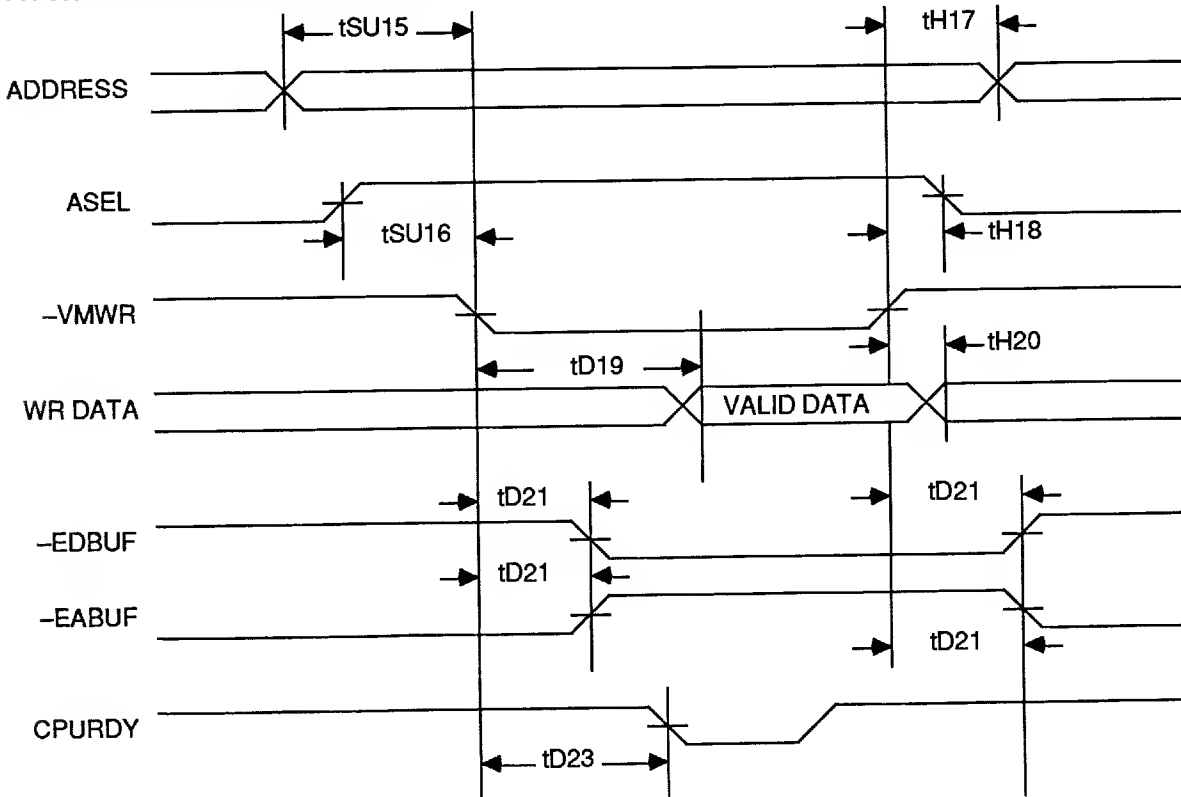 tSU15
tH17
ADDRESS
ASEL
tSU16
tH18
–VMWR
tH20
tD19
WR DATA
VALID DATA
tD21
tD21
–EDBUF
tD21
–EABUF
tD21
CPURDY
tD23